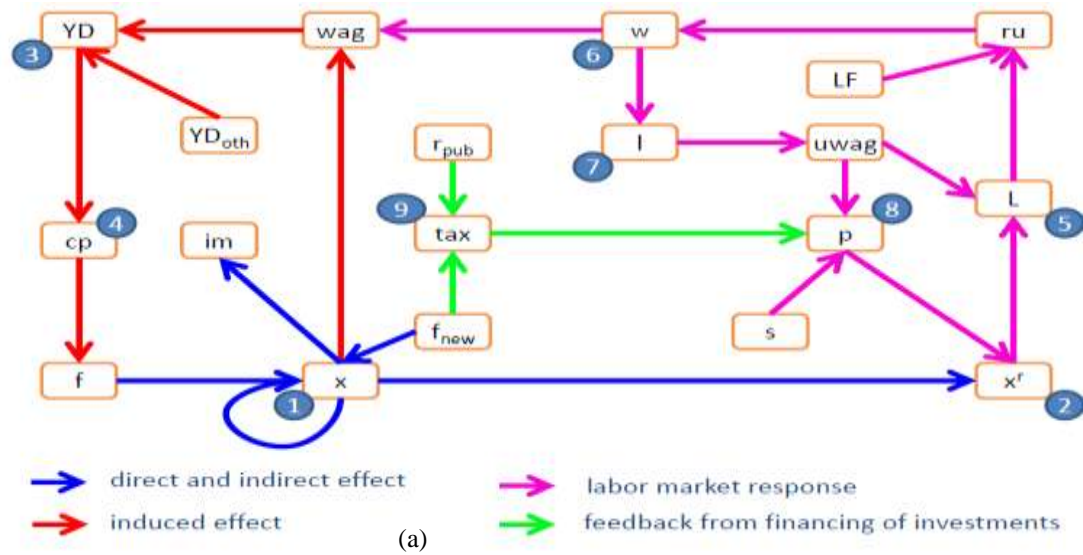 YD
wag
w
ru
3
6
LF
YDoth
rpub
l
uwag
7
L
4
9
8
5
cp
im
tax
p
fnew
s
f
x
xr
1
2
direct and indirect effect
labor market response
induced effect
feedback from financing of investments
(a)